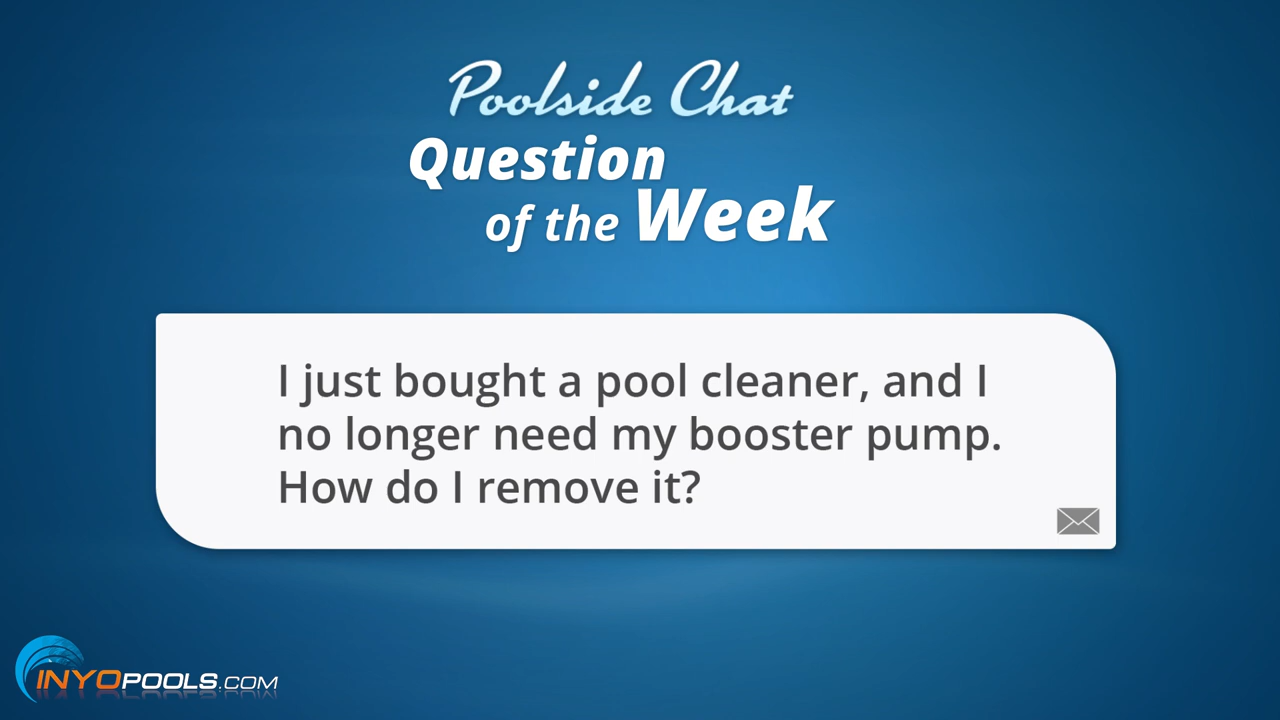 Poolside Chat
Question
of the Week
I just bought a pool cleaner, and I
no longer need my booster pump.
How do I remove it?
INYOPOOLS.COM